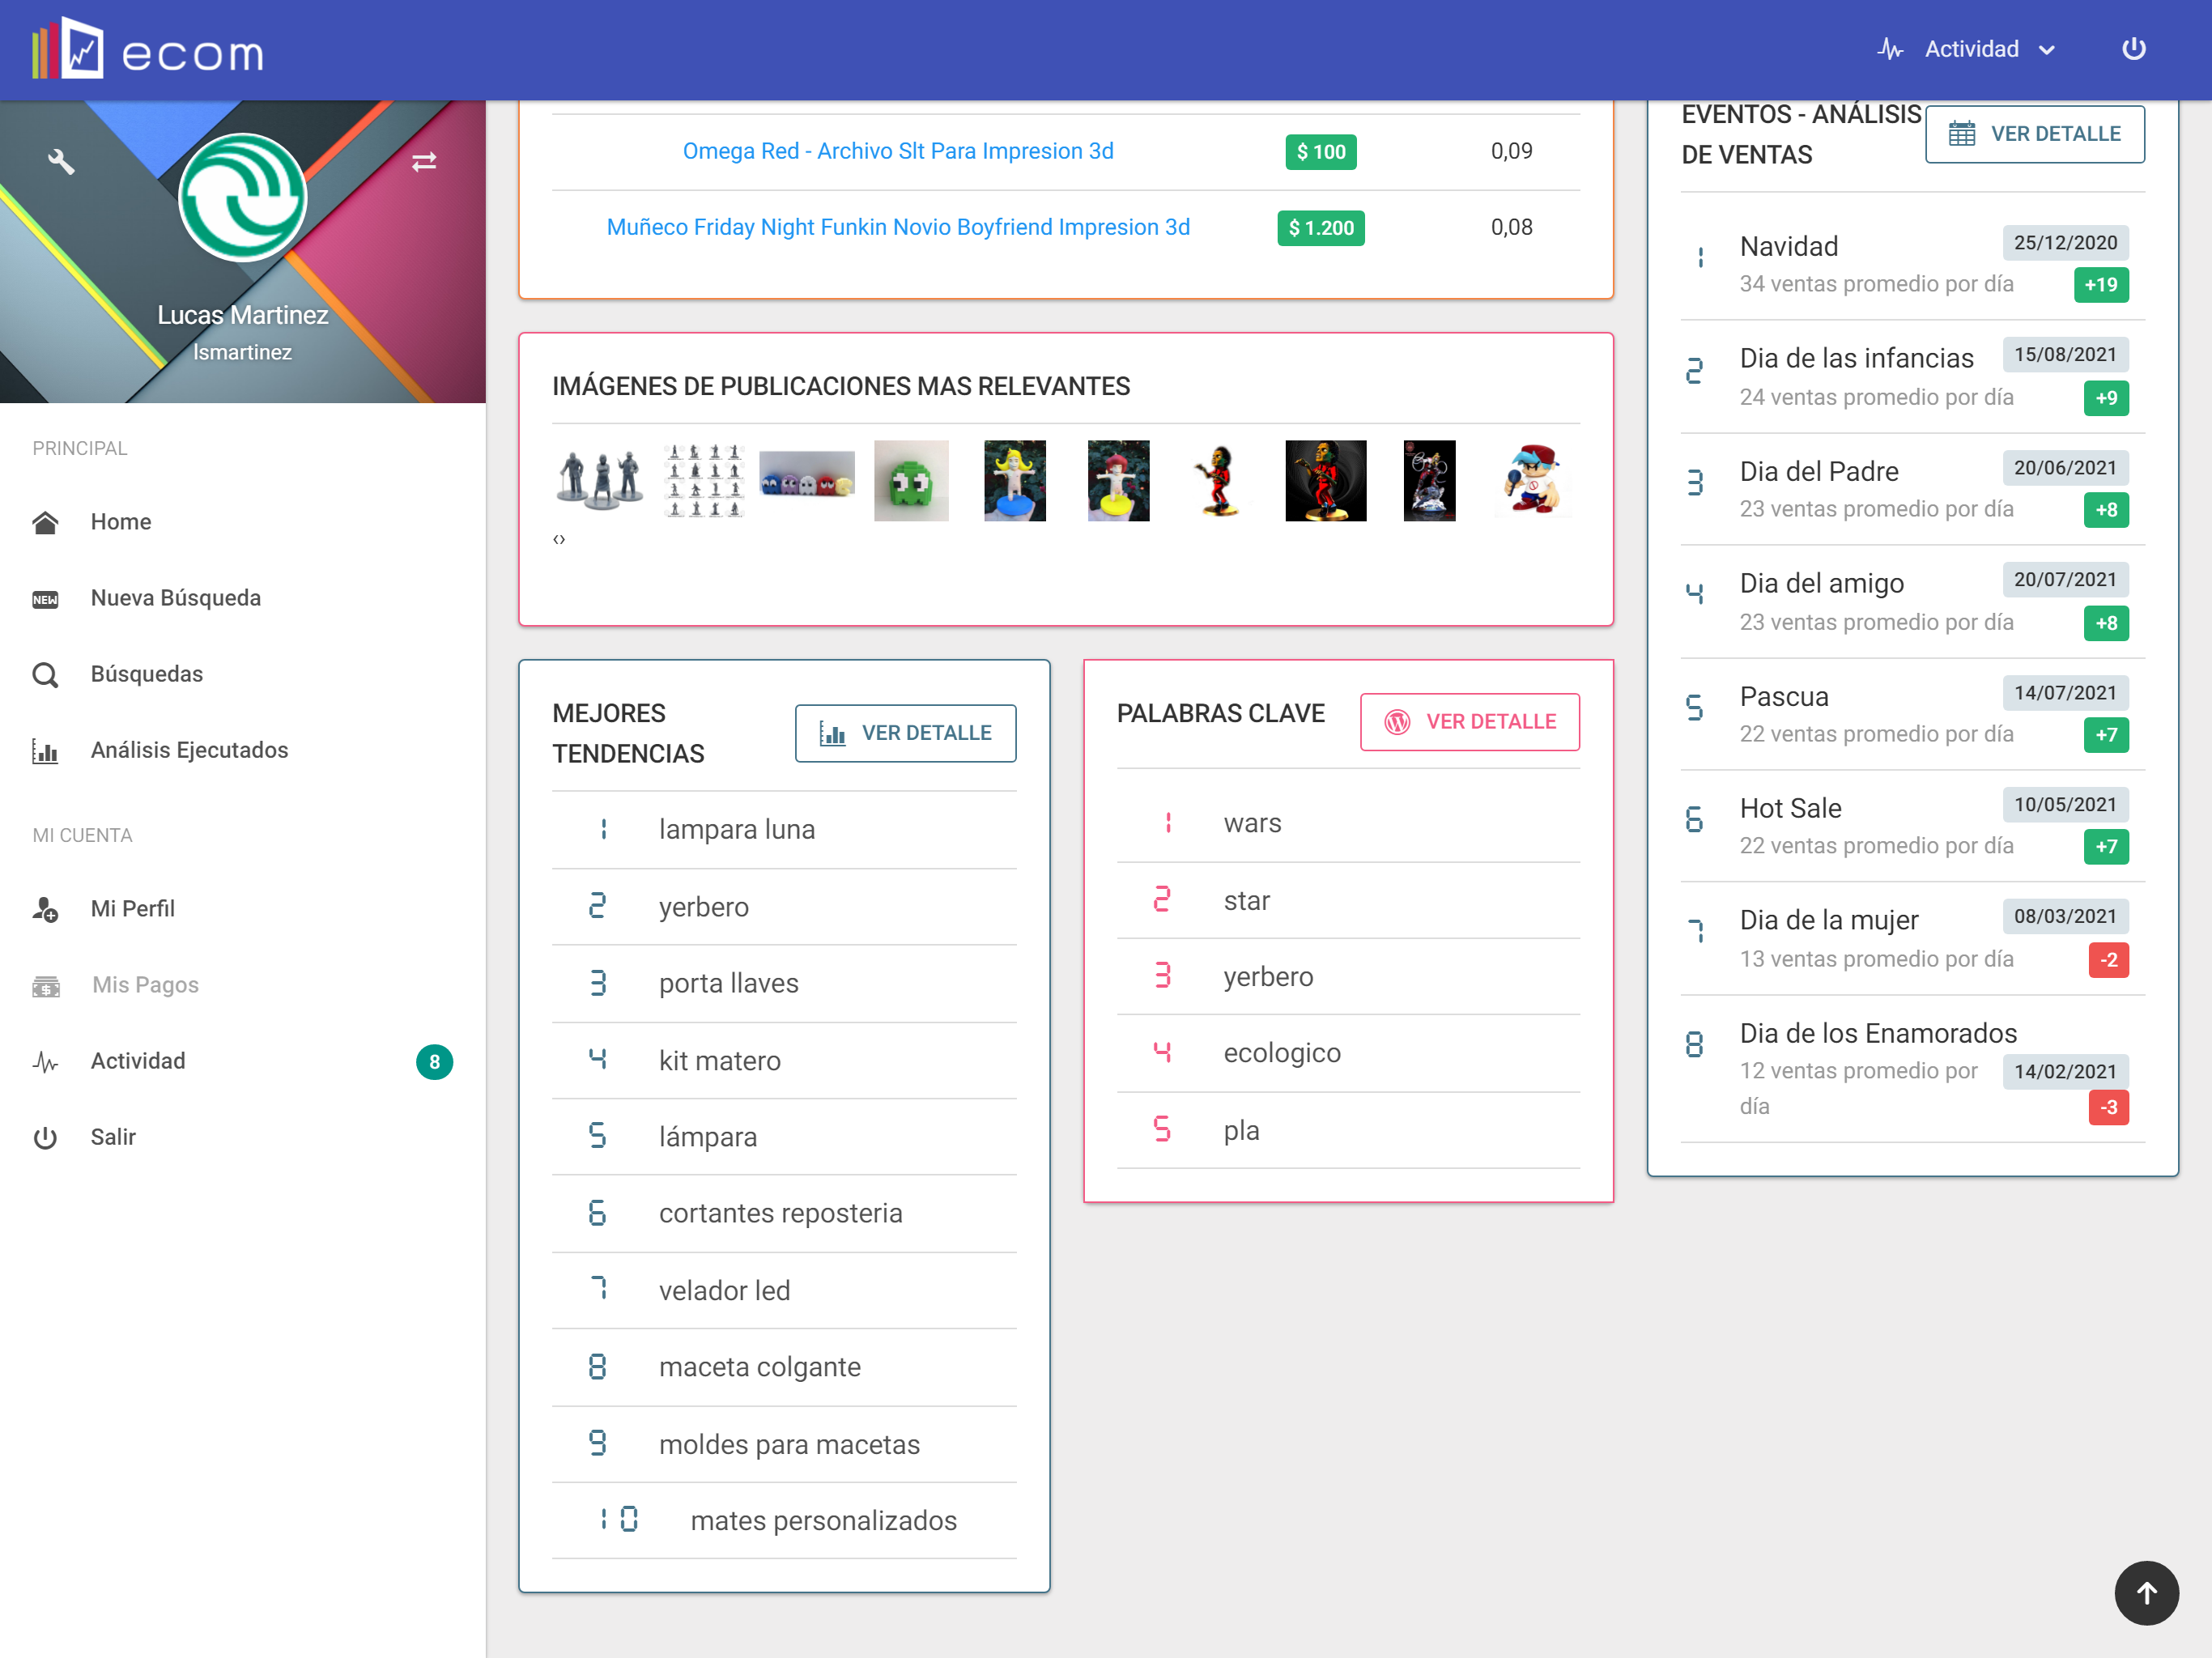 ecom
Actividad
Lucas Martinez
lsmartinez
PRINCIPAL
Home
NEW Nueva Búsqueda
Búsquedas
Análisis Ejecutados
MI CUENTA
Mi Perfil
Mis Pagos
Actividad 8
Salir
Omega Red - Archivo Slt Para Impresion 3d $ 100 0,09
Muñeco Friday Night Funkin Novio Boyfriend Impresion 3d $ 1.200 0,08
IMÁGENES DE PUBLICACIONES MAS RELEVANTES
‹›
MEJORES
TENDENCIAS
VER DETALLE
1 lampara luna
2 yerbero
3 porta llaves
4 kit matero
5 lámpara
6 cortantes reposteria
7 velador led
8 maceta colgante
9 moldes para macetas
10 mates personalizados
PALABRAS CLAVE
VER DETALLE
1 wars
2 star
3 yerbero
4 ecologico
5 pla
EVENTOS - ANÁLISIS
DE VENTAS
VER DETALLE
1 Navidad 25/12/2020
34 ventas promedio por día +19
2 Dia de las infancias 15/08/2021
24 ventas promedio por día +9
3 Dia del Padre 20/06/2021
23 ventas promedio por día +8
4 Dia del amigo 20/07/2021
23 ventas promedio por día +8
5 Pascua 14/07/2021
22 ventas promedio por día +7
6 Hot Sale 10/05/2021
22 ventas promedio por día +7
7 Dia de la mujer 08/03/2021
13 ventas promedio por día -2
8 Dia de los Enamorados
12 ventas promedio por 14/02/2021
día -3